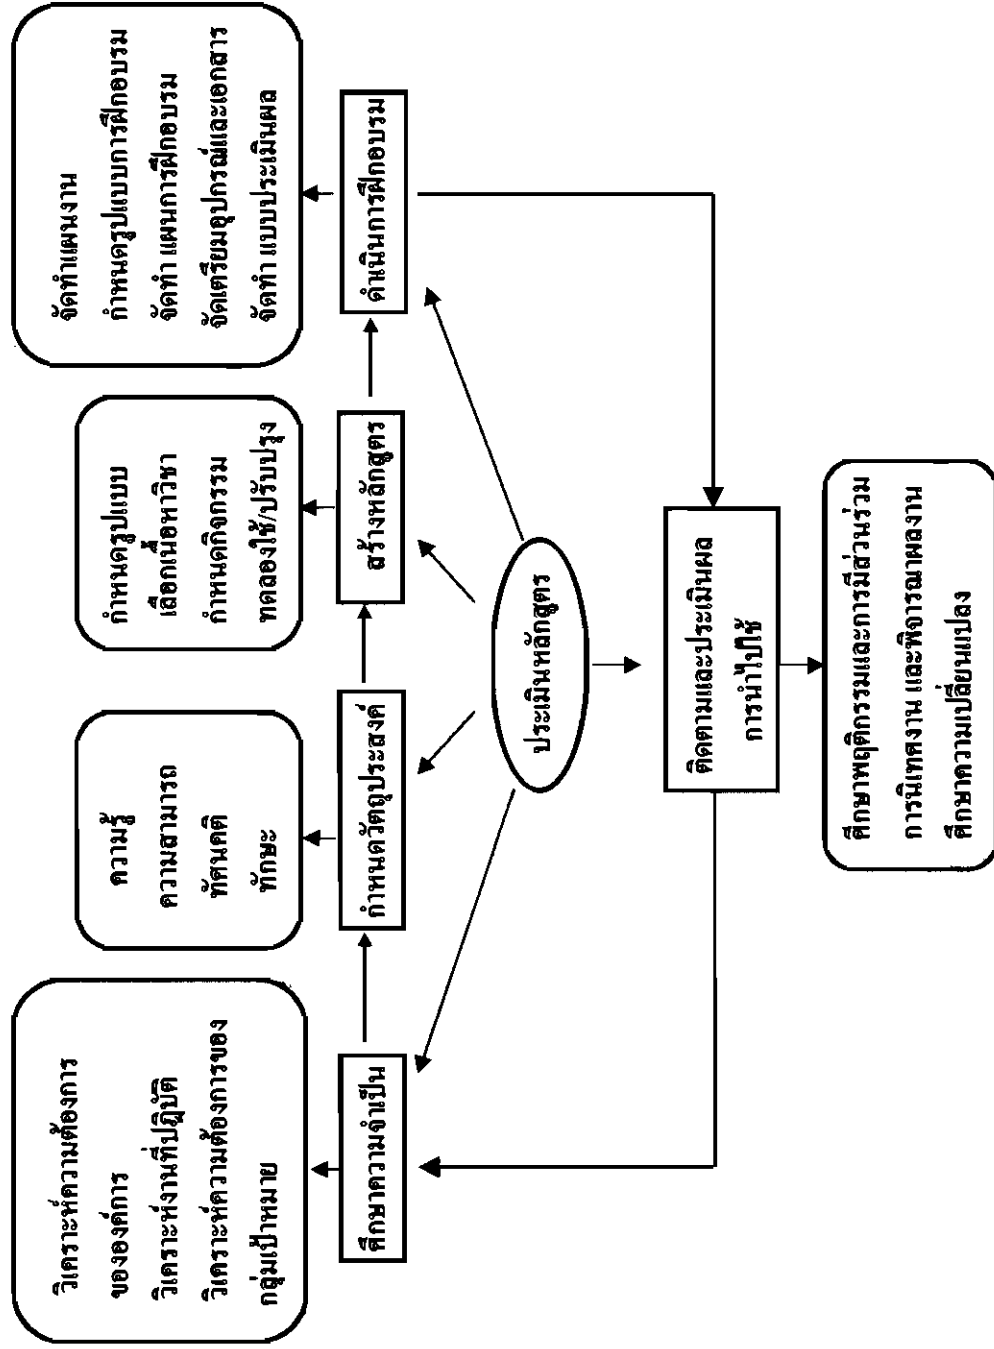 วิเคราะห์ความต้องการ
ขององค์การ
วิเคราะห์งานที่ปฏิบัติ
วิเคราะห์ความต้องการของ
กลุ่มเป้าหมาย
ความรู้
ความสามารถ
ทัศนคติ
ทักษะ
กำหนดรูปแบบ
เลือกเนื้อหาวิชา
กำหนดกิจกรรม
ทดลองใช้/ปรับปรุง
จัดทำแผนงาน
กำหนดรูปแบบการฝึกอบรม
จัดทำ แผนการฝึกอบรม
จัดเตรียมอุปกรณ์และเอกสาร
จัดทำ แบบประเมินผล
ศึกษาความจำเป็น
กำหนดวัตถุประสงค์
สร้างหลักสูตร
ดำเนินการฝึกอบรม
ประเมินหลักสูตร
ติดตามและประเมินผล
การนำไปใช้
ศึกษาพฤติกรรมและการมีส่วนร่วม
การนิเทศงาน และพิจารณาผลงาน
ศึกษาความเปลี่ยนแปลง